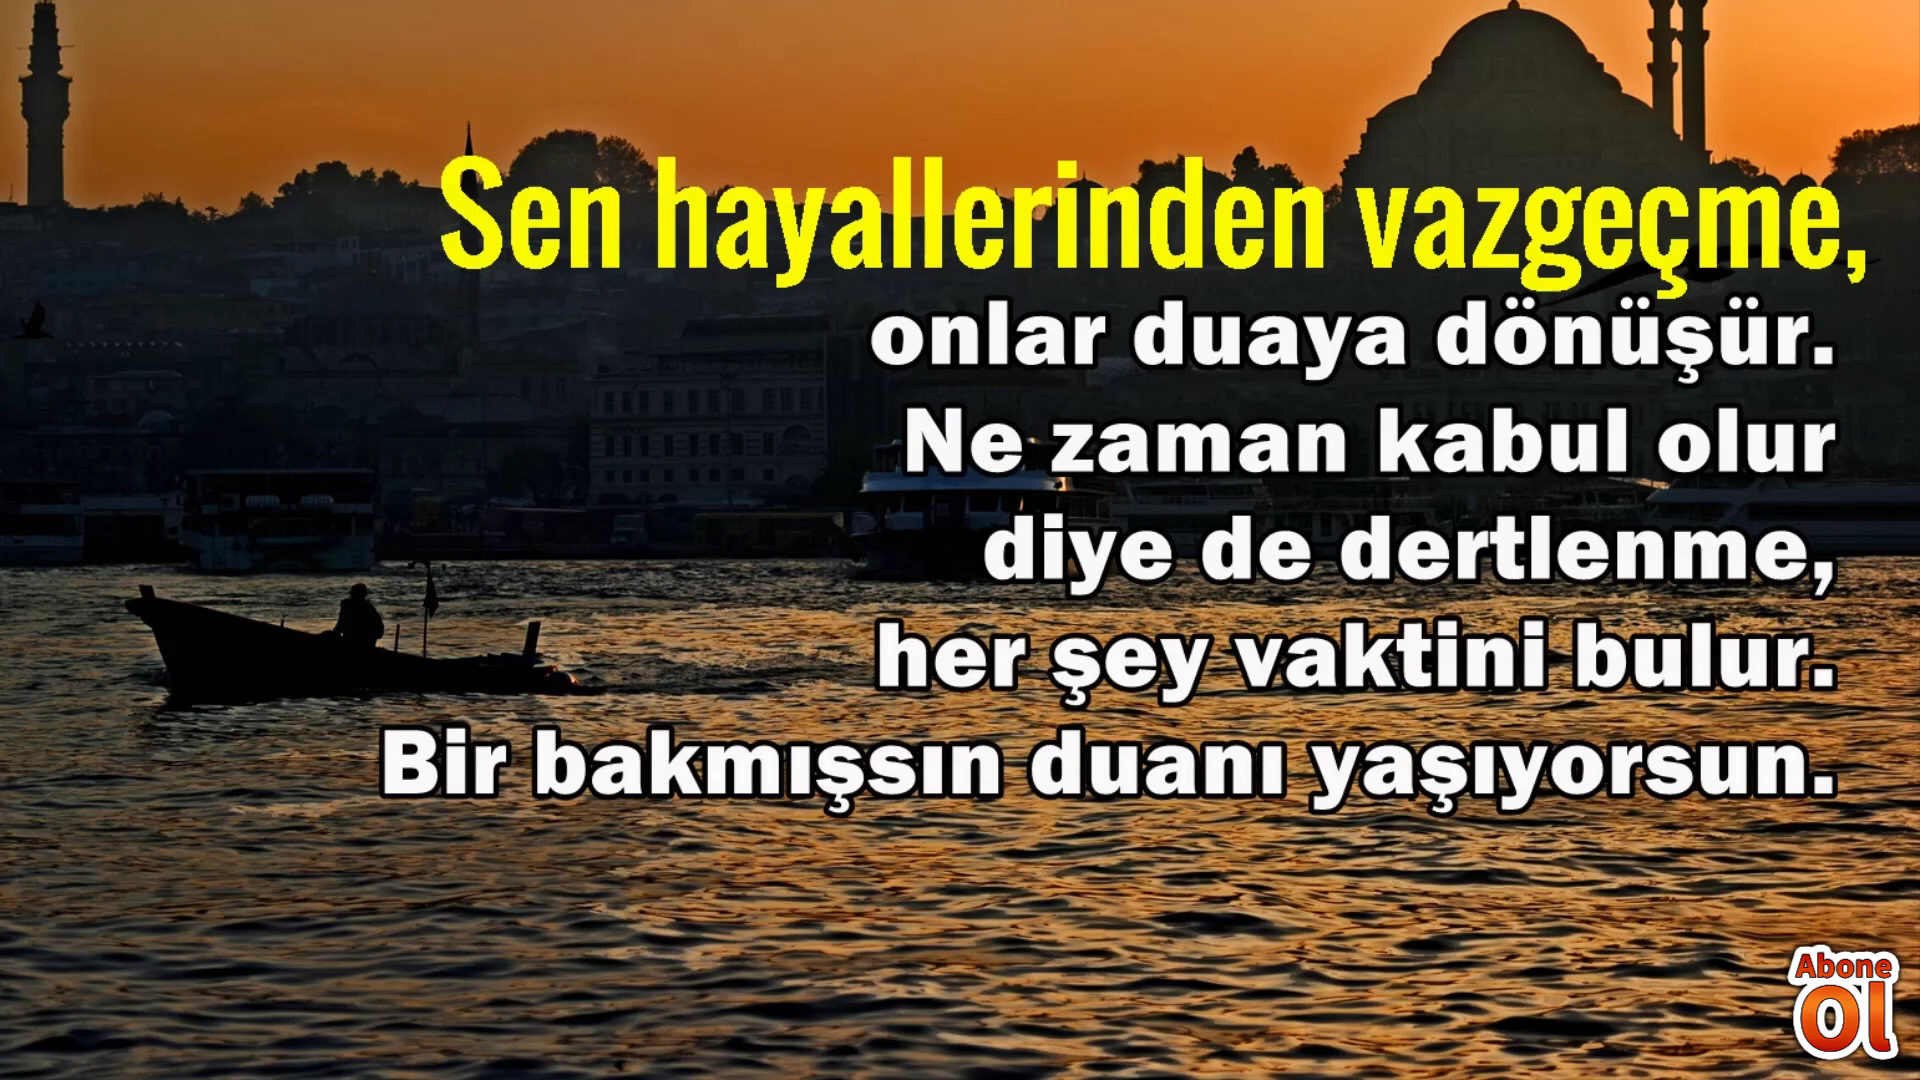 Sen hayallerinden vazgeçme,
onlar duaya dönüşür.
Ne zaman kabul olur
diye de dertlenme,
her şey vaktini bulur.
Bir bakmışsın duanı yaşıyorsun.
Abone
Ol